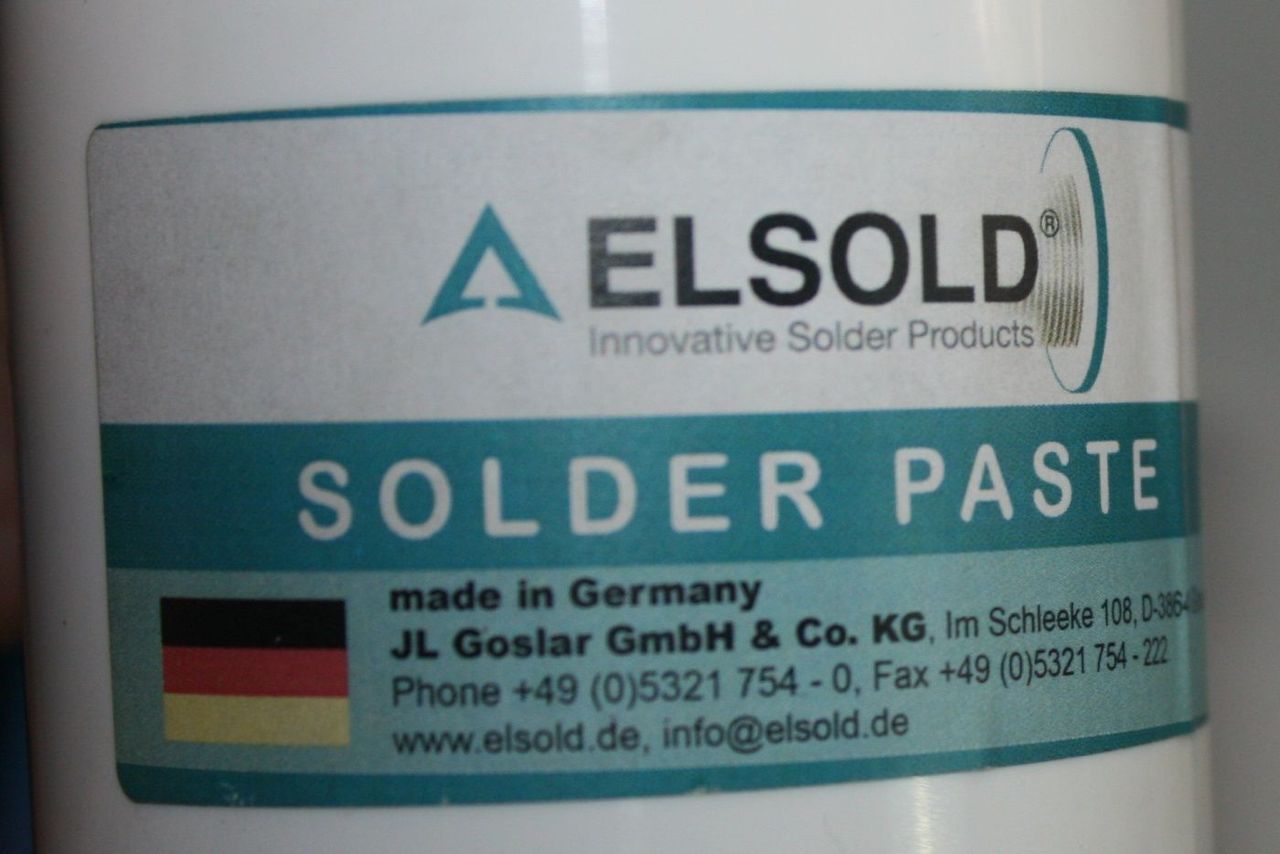 ELSOLD®
Innovative Solder Products
SOLDER PASTE
made in Germany
JL Goslar GmbH & Co. KG, Im Schleeke 108,
Phone +49 (0)5321 754 - 0, Fax +49 (0)5321 754 - 222
www.elsold.de, info@elsold.de